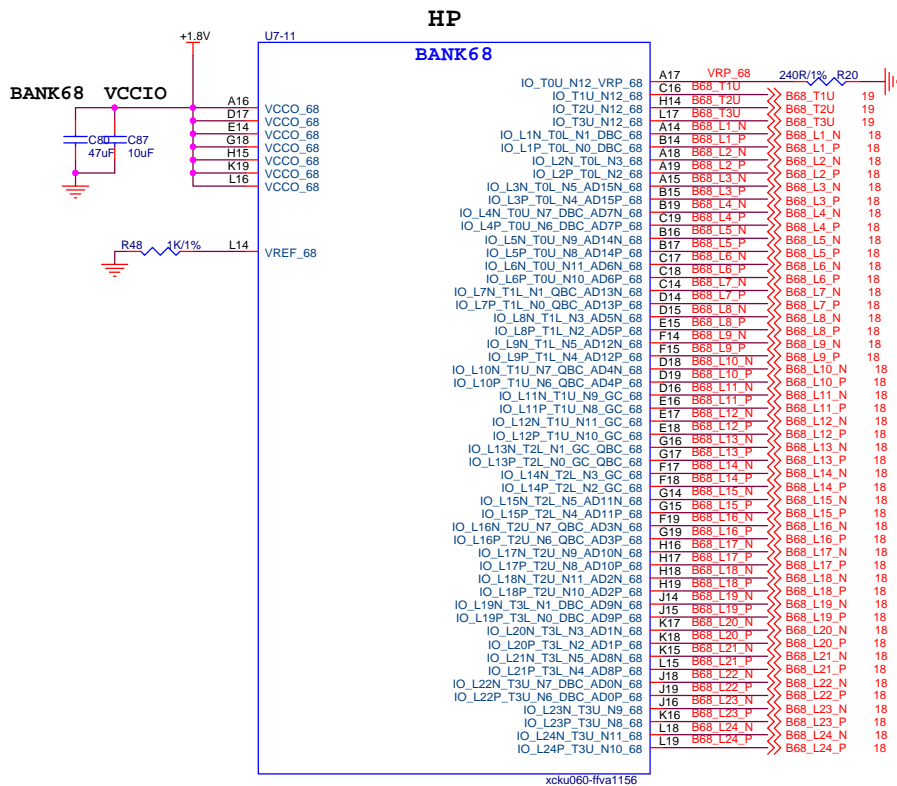 HP
U7-11
BANK68
+1.8V
BANK68 VCCIO
C80
47uF
C87
10uF
A16 VCCO_68
D17 VCCO_68
E14 VCCO_68
G18 VCCO_68
H15 VCCO_68
K19 VCCO_68
L16 VCCO_68
R48 1K/1% L14 VREF_68
IO_T0U_N12_VRP_68 A17 VRP_68 240R/1% R20
IO_T1U_N12_68 C16 B68_T1U B68_T1U 19
IO_T2U_N12_68 H14 B68_T2U B68_T2U 19
IO_T3U_N12_68 L17 B68_T3U B68_T3U 19
IO_L1N_T0L_N1_DBC_68 A14 B68_L1_N B68_L1_N 18
IO_L1P_T0L_N0_DBC_68 B14 B68_L1_P B68_L1_P 18
IO_L2N_T0L_N3_68 A18 B68_L2_N B68_L2_N 18
IO_L2P_T0L_N2_68 A19 B68_L2_P B68_L2_P 18
IO_L3N_T0L_N5_AD15N_68 A15 B68_L3_N B68_L3_N 18
IO_L3P_T0L_N4_AD15P_68 B15 B68_L3_P B68_L3_P 18
IO_L4N_T0U_N7_DBC_AD7N_68 B19 B68_L4_N B68_L4_N 18
IO_L4P_T0U_N6_DBC_AD7P_68 C19 B68_L4_P B68_L4_P 18
IO_L5N_T0U_N9_AD14N_68 B16 B68_L5_N B68_L5_N 18
IO_L5P_T0U_N8_AD14P_68 B17 B68_L5_P B68_L5_P 18
IO_L6N_T0U_N11_AD6N_68 C17 B68_L6_N B68_L6_N 18
IO_L6P_T0U_N10_AD6P_68 C18 B68_L6_P B68_L6_P 18
IO_L7N_T1L_N1_QBC_AD13N_68 C14 B68_L7_N B68_L7_N 18
IO_L7P_T1L_N0_QBC_AD13P_68 D14 B68_L7_P B68_L7_P 18
IO_L8N_T1L_N3_AD5N_68 D15 B68_L8_N B68_L8_N 18
IO_L8P_T1L_N2_AD5P_68 E15 B68_L8_P B68_L8_P 18
IO_L9N_T1L_N5_AD12N_68 F14 B68_L9_N B68_L9_N 18
IO_L9P_T1L_N4_AD12P_68 F15 B68_L9_P B68_L9_P 18
IO_L10N_T1U_N7_QBC_AD4N_68 D18 B68_L10_N B68_L10_N 18
IO_L10P_T1U_N6_QBC_AD4P_68 D19 B68_L10_P B68_L10_P 18
IO_L11N_T1U_N9_GC_68 D16 B68_L11_N B68_L11_N 18
IO_L11P_T1U_N8_GC_68 E16 B68_L11_P B68_L11_P 18
IO_L12N_T1U_N11_GC_68 E17 B68_L12_N B68_L12_N 18
IO_L12P_T1U_N10_GC_68 E18 B68_L12_P B68_L12_P 18
IO_L13N_T2L_N1_GC_QBC_68 G16 B68_L13_N B68_L13_N 18
IO_L13P_T2L_N0_GC_QBC_68 G17 B68_L13_P B68_L13_P 18
IO_L14N_T2L_N3_GC_68 F17 B68_L14_N B68_L14_N 18
IO_L14P_T2L_N2_GC_68 F18 B68_L14_P B68_L14_P 18
IO_L15N_T2L_N5_AD11N_68 G14 B68_L15_N B68_L15_N 18
IO_L15P_T2L_N4_AD11P_68 G15 B68_L15_P B68_L15_P 18
IO_L16N_T2U_N7_QBC_AD3N_68 F19 B68_L16_N B68_L16_N 18
IO_L16P_T2U_N6_QBC_AD3P_68 G19 B68_L16_P B68_L16_P 18
IO_L17N_T2U_N9_AD10N_68 H16 B68_L17_N B68_L17_N 18
IO_L17P_T2U_N8_AD10P_68 H17 B68_L17_P B68_L17_P 18
IO_L18N_T2U_N11_AD2N_68 H18 B68_L18_N B68_L18_N 18
IO_L18P_T2U_N10_AD2P_68 H19 B68_L18_P B68_L18_P 18
IO_L19N_T3L_N1_DBC_AD9N_68 J14 B68_L19_N B68_L19_N 18
IO_L19P_T3L_N0_DBC_AD9P_68 J15 B68_L19_P B68_L19_P 18
IO_L20N_T3L_N3_AD1N_68 K17 B68_L20_N B68_L20_N 18
IO_L20P_T3L_N2_AD1P_68 K18 B68_L20_P B68_L20_P 18
IO_L21N_T3L_N5_AD8N_68 K15 B68_L21_N B68_L21_N 18
IO_L21P_T3L_N4_AD8P_68 L15 B68_L21_P B68_L21_P 18
IO_L22N_T3U_N7_DBC_AD0N_68 J18 B68_L22_N B68_L22_N 18
IO_L22P_T3U_N6_DBC_AD0P_68 J19 B68_L22_P B68_L22_P 18
IO_L23N_T3U_N9_68 J16 B68_L23_N B68_L23_N 18
IO_L23P_T3U_N8_68 K16 B68_L23_P B68_L23_P 18
IO_L24N_T3U_N11_68 L18 B68_L24_N B68_L24_N 18
IO_L24P_T3U_N10_68 L19 B68_L24_P B68_L24_P 18
xcku060-ffva1156